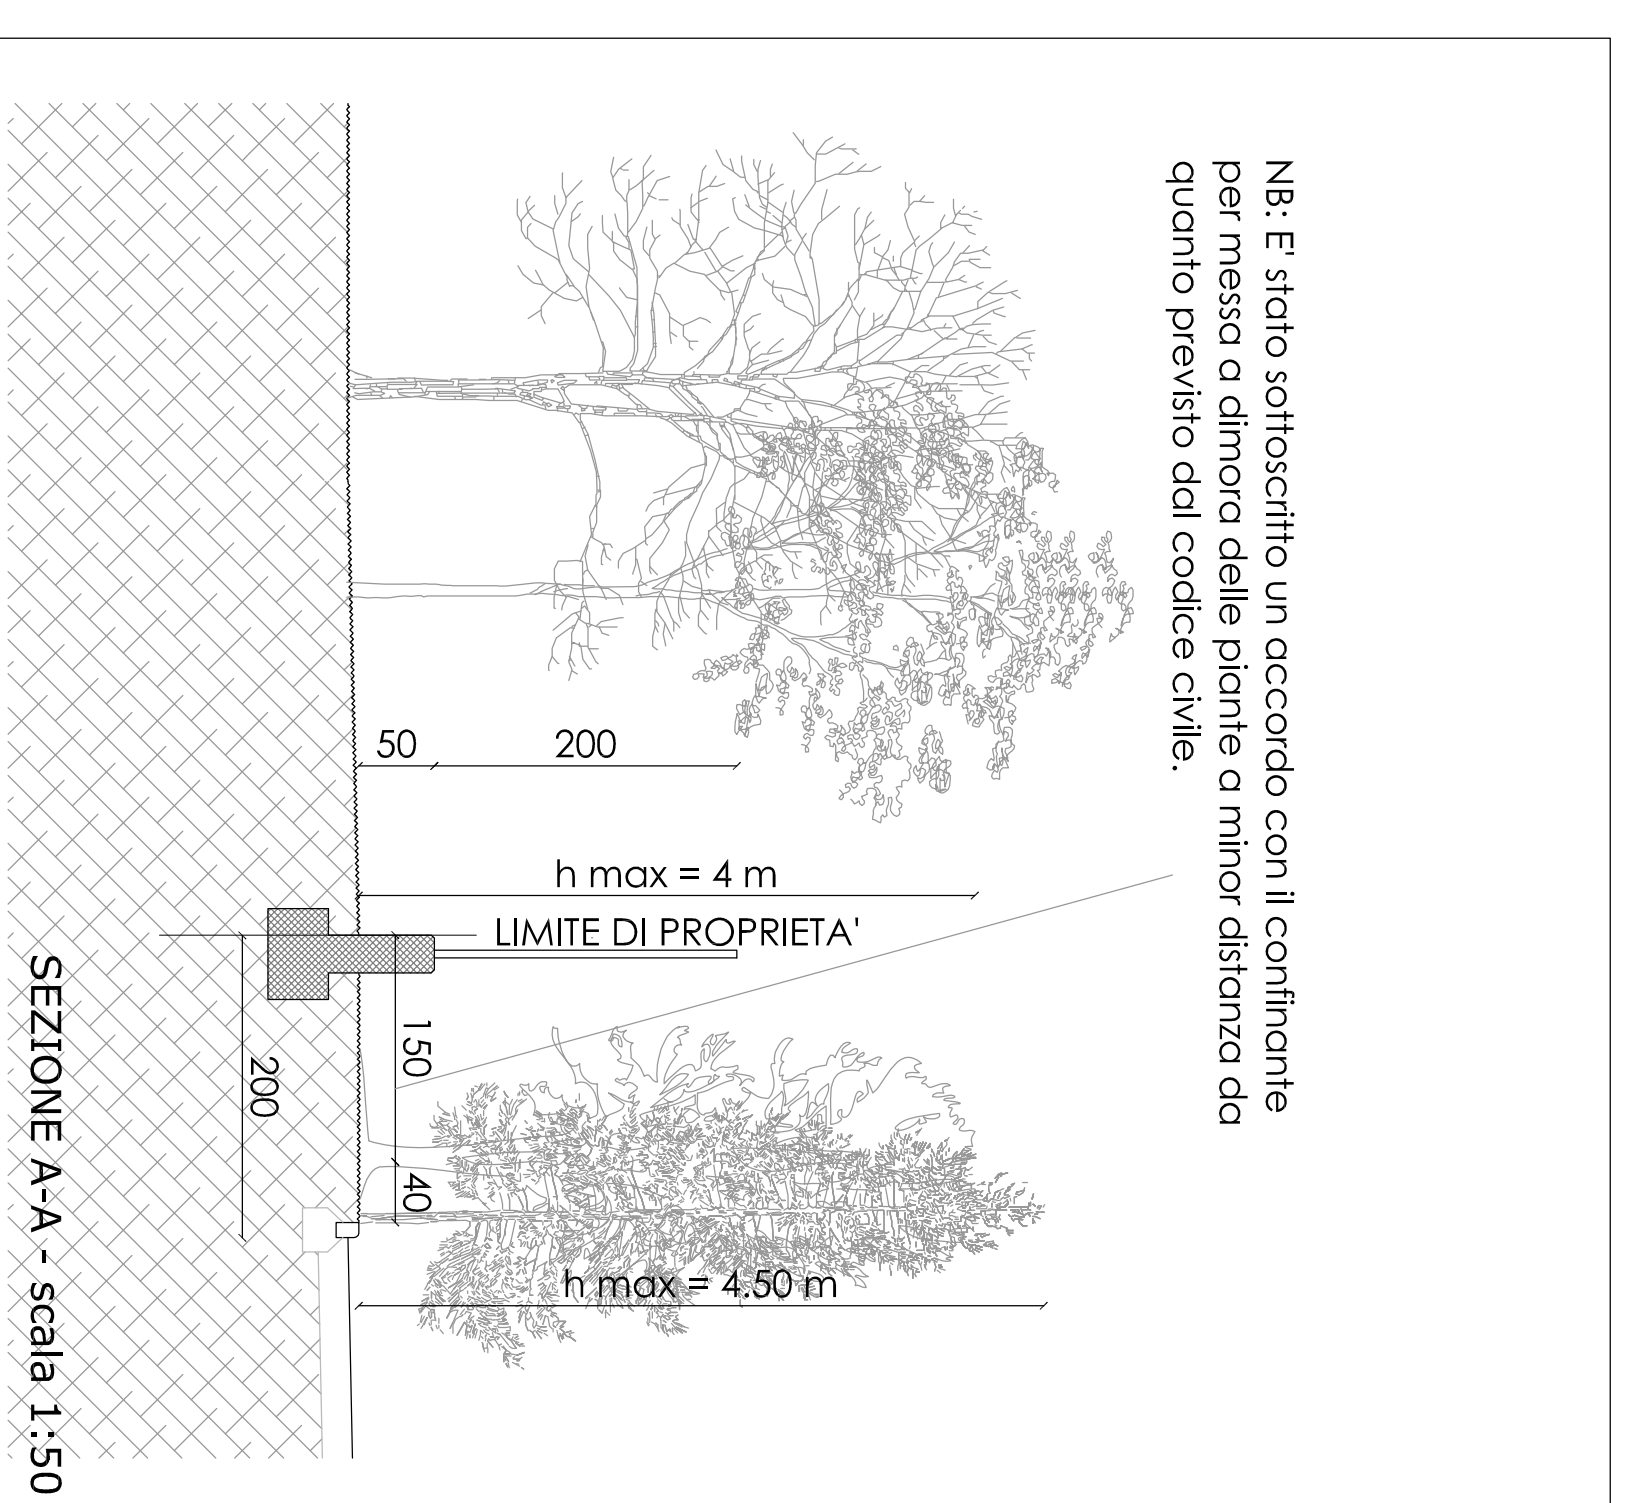 NB: E' stato sottoscritto un accordo con il confinante
per messa a dimora delle piante a minor distanza da
quanto previsto dal codice civile.
50
200
h max = 4 m
LIMITE DI PROPRIETA'
150
40
200
h max = 4.50 m
SEZIONE A-A - scala 1:50